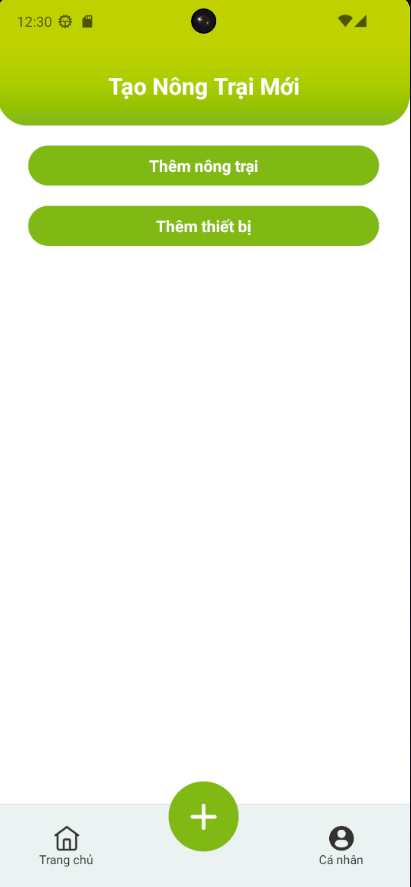 12:30
Tạo Nông Trại Mới
Thêm nông trại
Thêm thiết bị
Trang chủ
Cá nhân